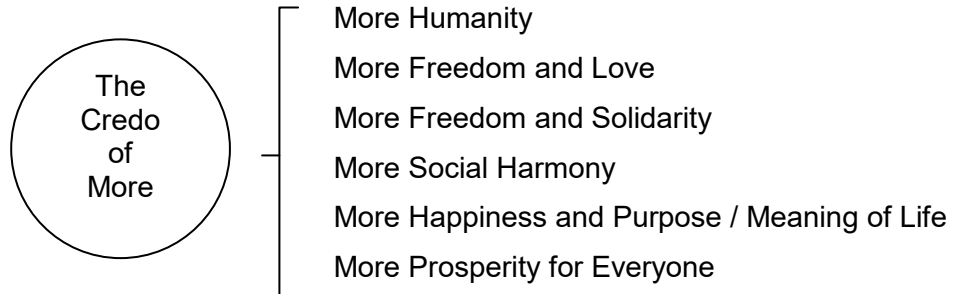 The
Credo
of
More
More Humanity
More Freedom and Love
More Freedom and Solidarity
More Social Harmony
More Happiness and Purpose / Meaning of Life
More Prosperity for Everyone